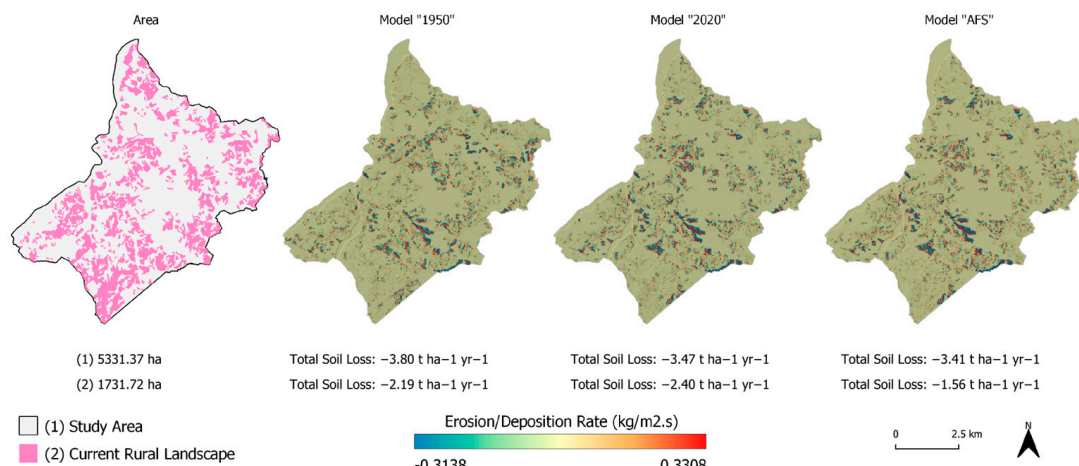 Area
Model "1950"
Model "2020"
Model "AFS"
(1) 5331.37 ha
Total Soil Loss: −3.80 t ha−1 yr−1
Total Soil Loss: −3.47 t ha−1 yr−1
Total Soil Loss: −3.41 t ha−1 yr−1
(2) 1731.72 ha
Total Soil Loss: −2.19 t ha−1 yr−1
Total Soil Loss: −2.40 t ha−1 yr−1
Total Soil Loss: −1.56 t ha−1 yr−1
(1) Study Area
(2) Current Rural Landscape
Erosion/Deposition Rate (kg/m2.s)
-0.3138
0.3308
0
2.5 km
N